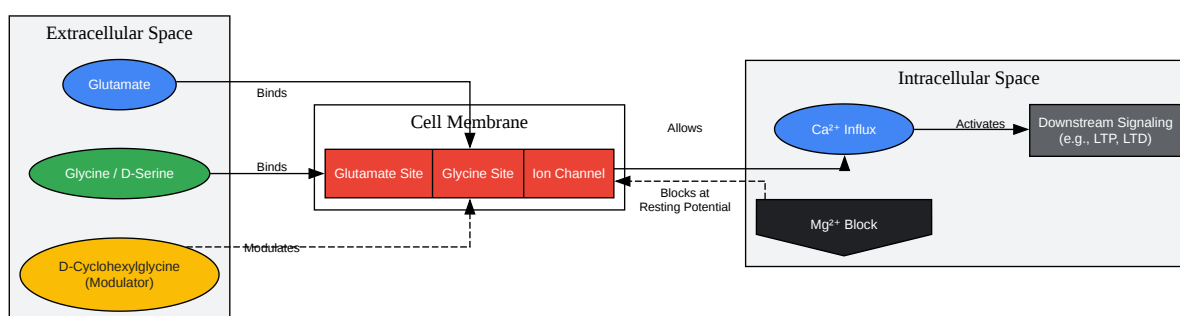 Extracellular Space
Glutamate
Binds
Glycine / D-Serine
Binds
D-Cyclohexylglycine
(Modulator)
Modulates
Cell Membrane
Glutamate Site
Glycine Site
Ion Channel
Allows
Blocks at
Resting Potential
Intracellular Space
Ca²⁺ Influx
Activates
Downstream Signaling
(e.g., LTP, LTD)
Mg²⁺ Block